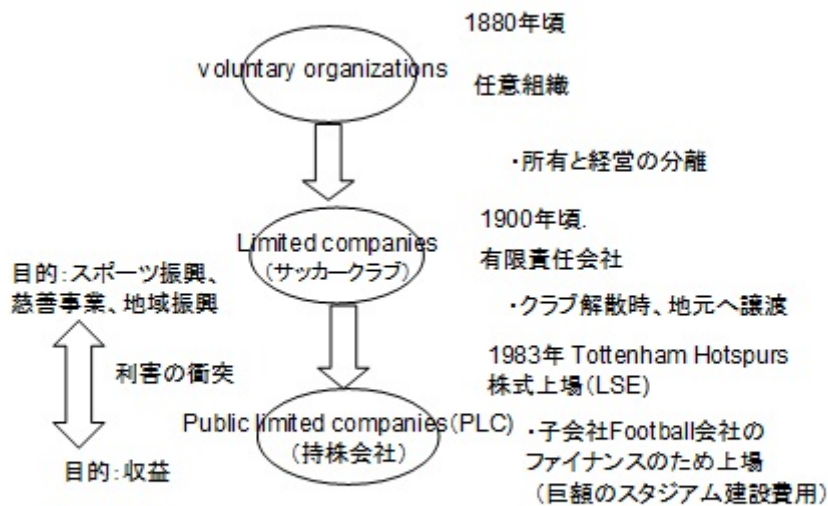 1880年頃
voluntary organizations
任意組織
・所有と経営の分離
1900年頃.
Limited companies
(サッカークラブ)
有限責任会社
目的:スポーツ振興、
慈善事業、地域振興
・クラブ解散時、地元へ譲渡
利害の衝突
1983年 Tottenham Hotspurs
株式上場(LSE)
Public limited companies(PLC)
(持株会社)
・子会社Football会社の
ファイナンスのため上場
(巨額のスタジアム建設費用)
目的:収益